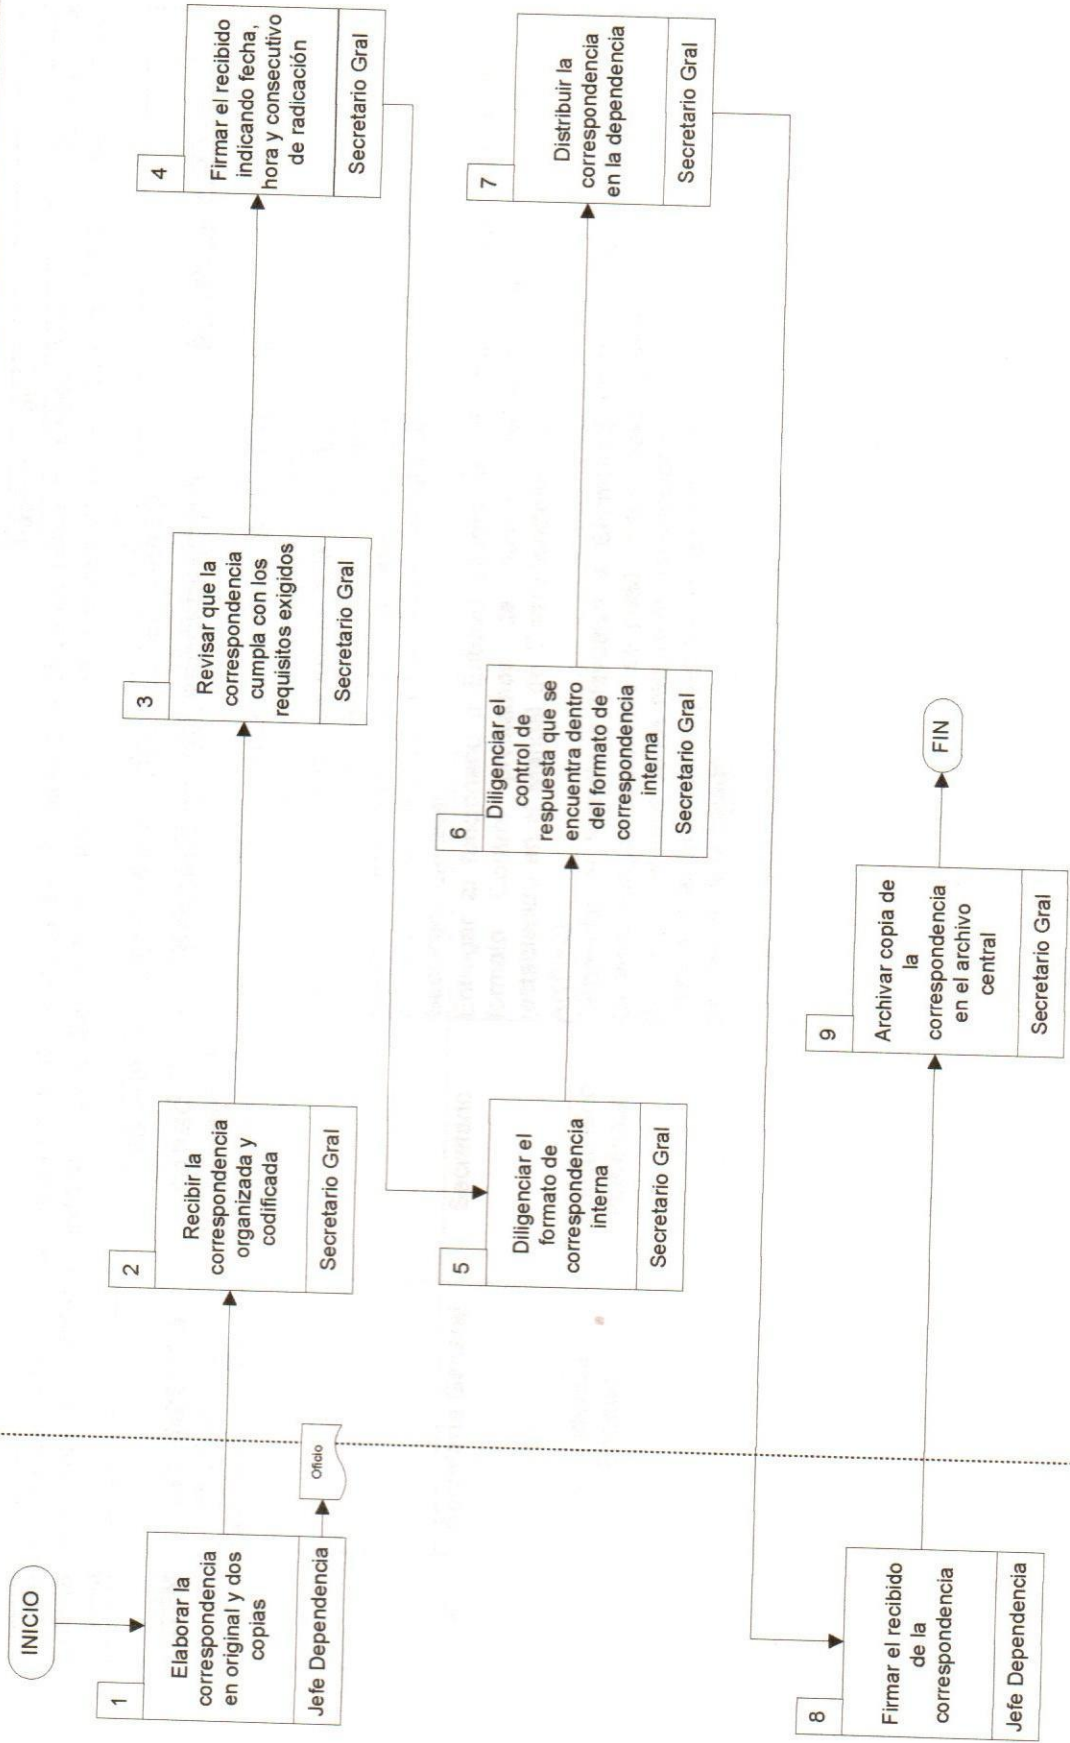 INICIO
1
Elaborar la
correspondencia
en original y dos
copias
Jefe Dependencia
Oficio
2
Recibir la
correspondencia
organizada y
codificada
Secretario Gral
3
Revisar que la
correspondencia
cumpla con los
requisitos exigidos
Secretario Gral
4
Firmar el recibido
indicando fecha,
hora y consecutivo
de radicación
Secretario Gral
5
Diligenciar el
formato de
correspondencia
interna
Secretario Gral
6
Diligenciar el
control de
respuesta que se
encuentra dentro
del formato de
correspondencia
interna
Secretario Gral
7
Distribuir la
correspondencia
en la dependencia
Secretario Gral
8
Firmar el recibido
de la
correspondencia
Jefe Dependencia
9
Archivar copia de
la
correspondencia
en el archivo
central
Secretario Gral
FIN